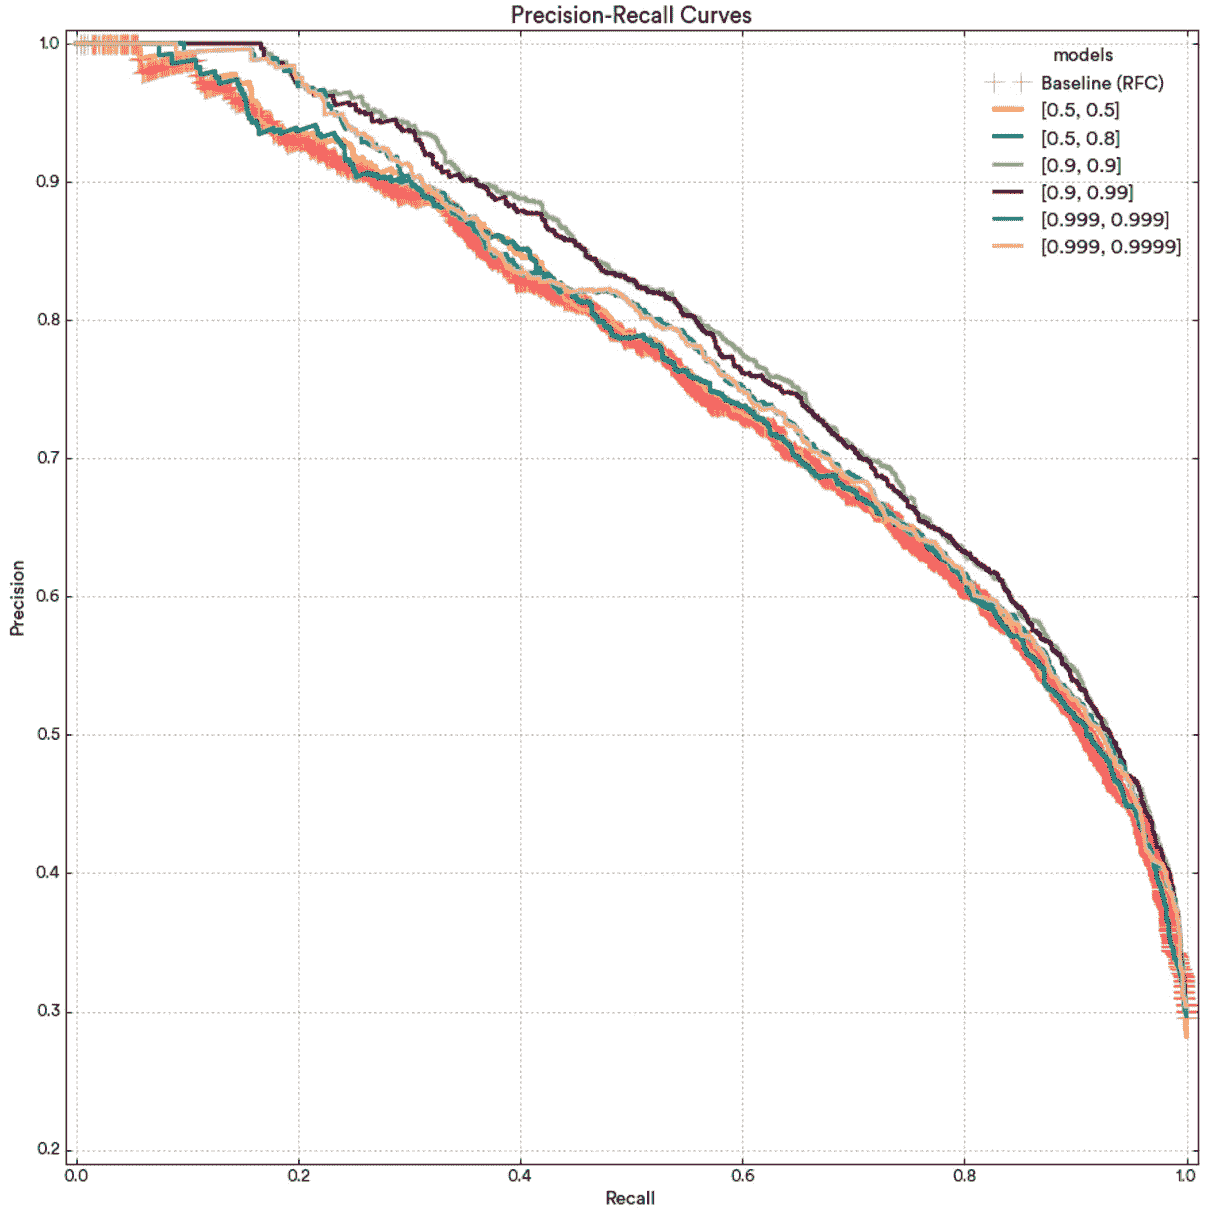 Precision-Recall Curves
models
Baseline (RFC)
[0.5, 0.5]
[0.5, 0.8]
[0.9, 0.9]
[0.9, 0.99]
[0.999, 0.999]
[0.999, 0.9999]
1.0
0.9
0.8
0.7
0.6
0.5
0.4
0.3
0.2
Precision
0.0 0.2 0.4 0.6 0.8 1.0
Recall